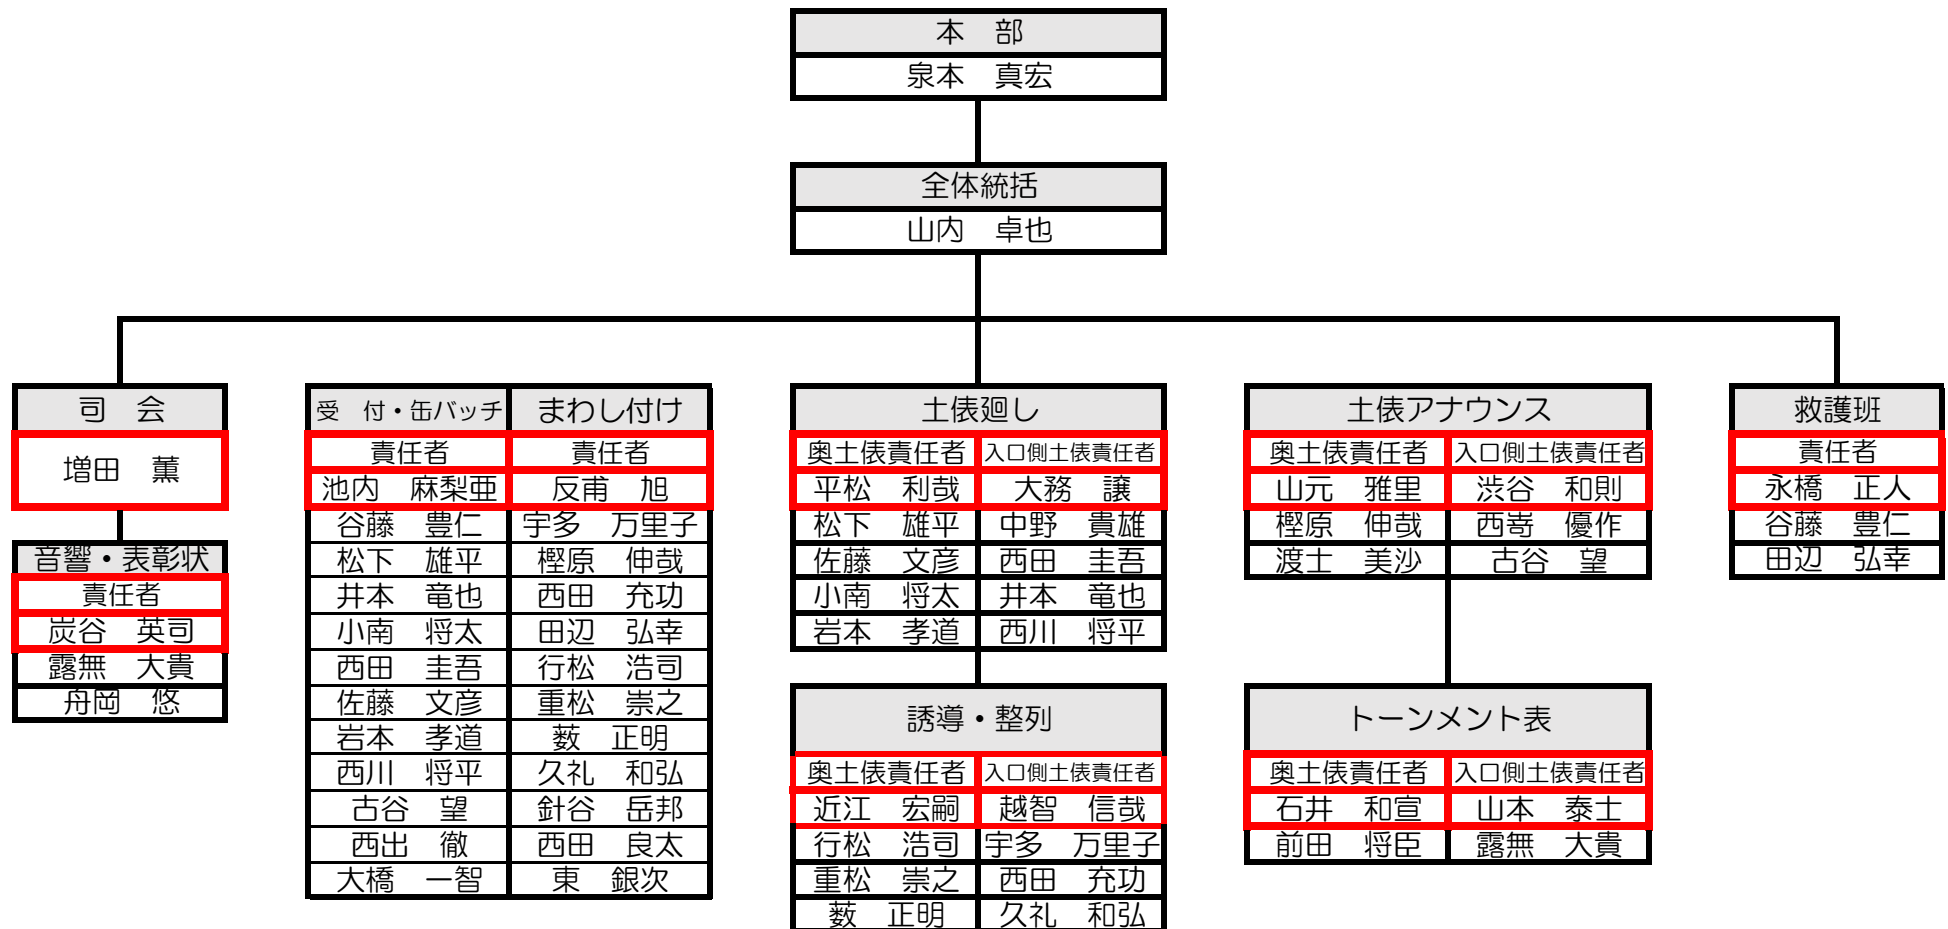 本　部
泉本　真宏
全体統括
山内　卓也
司　会
増田　薫
音響・表彰状
責任者
炭谷　英司
露無　大貴
舟岡　悠
受　付・缶バッチ　まわし付け
責任者　責任者
池内　麻梨亜　反甫　旭
谷藤　豊仁　宇多　万里子
松下　雄平　樫原　伸哉
井本　竜也　西田　充功
小南　将太　田辺　弘幸
西田　圭吾　行松　浩司
佐藤　文彦　重松　崇之
岩本　孝道　薮　正明
西川　将平　久礼　和弘
古谷　望　針谷　岳邦
西出　徹　西田　良太
大橋　一智　東　銀次
土俵廻し
奥土俵責任者　入口側土俵責任者
平松　利哉　大務　譲
松下　雄平　中野　貴雄
佐藤　文彦　西田　圭吾
小南　将太　井本　竜也
岩本　孝道　西川　将平
誘導・整列
奥土俵責任者　入口側土俵責任者
近江　宏嗣　越智　信哉
行松　浩司　宇多　万里子
重松　崇之　西田　充功
薮　正明　久礼　和弘
土俵アナウンス
奥土俵責任者　入口側土俵責任者
山元　雅里　渋谷　和則
樫原　伸哉　西嵜　優作
渡士　美沙　古谷　望
トーンメント表
奥土俵責任者　入口側土俵責任者
石井　和宣　山本　泰士
前田　将臣　露無　大貴
救護班
責任者
永橋　正人
谷藤　豊仁
田辺　弘幸